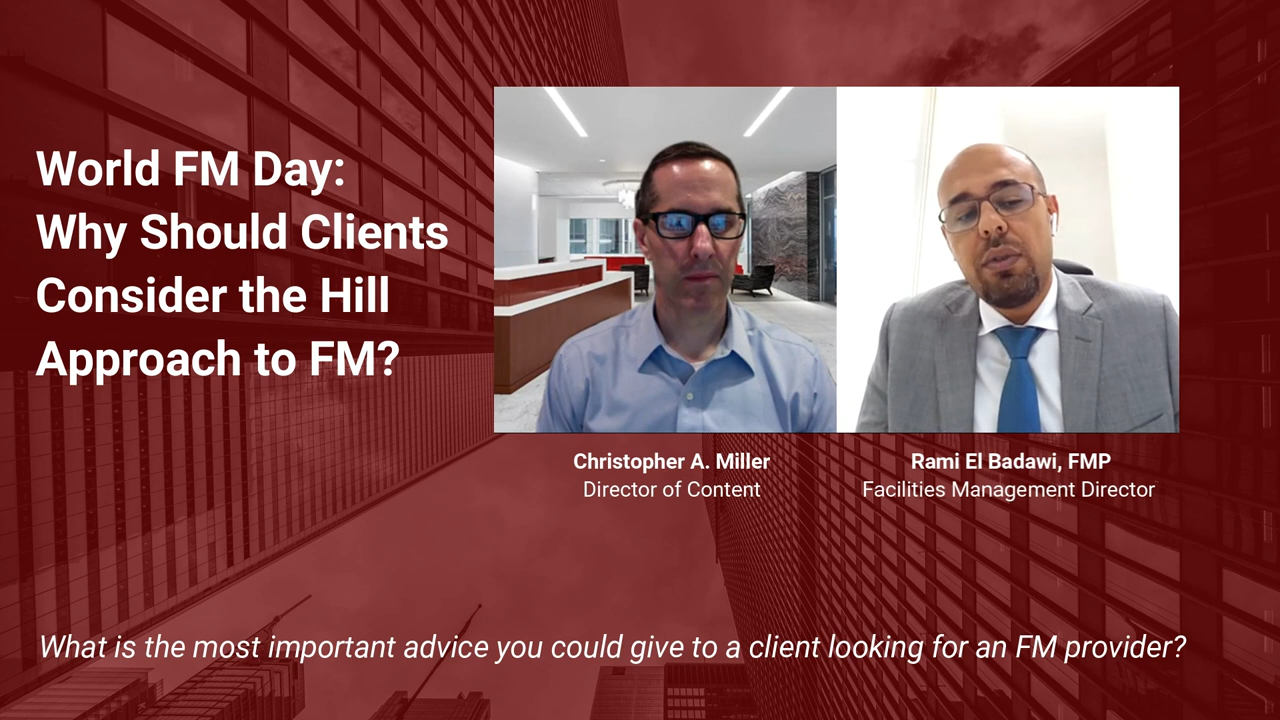 World FM Day:
Why Should Clients
Consider the Hill
Approach to FM?
Christopher A. Miller
Director of Content
Rami El Badawi, FMP
Facilities Management Director
What is the most important advice you could give to a client looking for an FM provider?